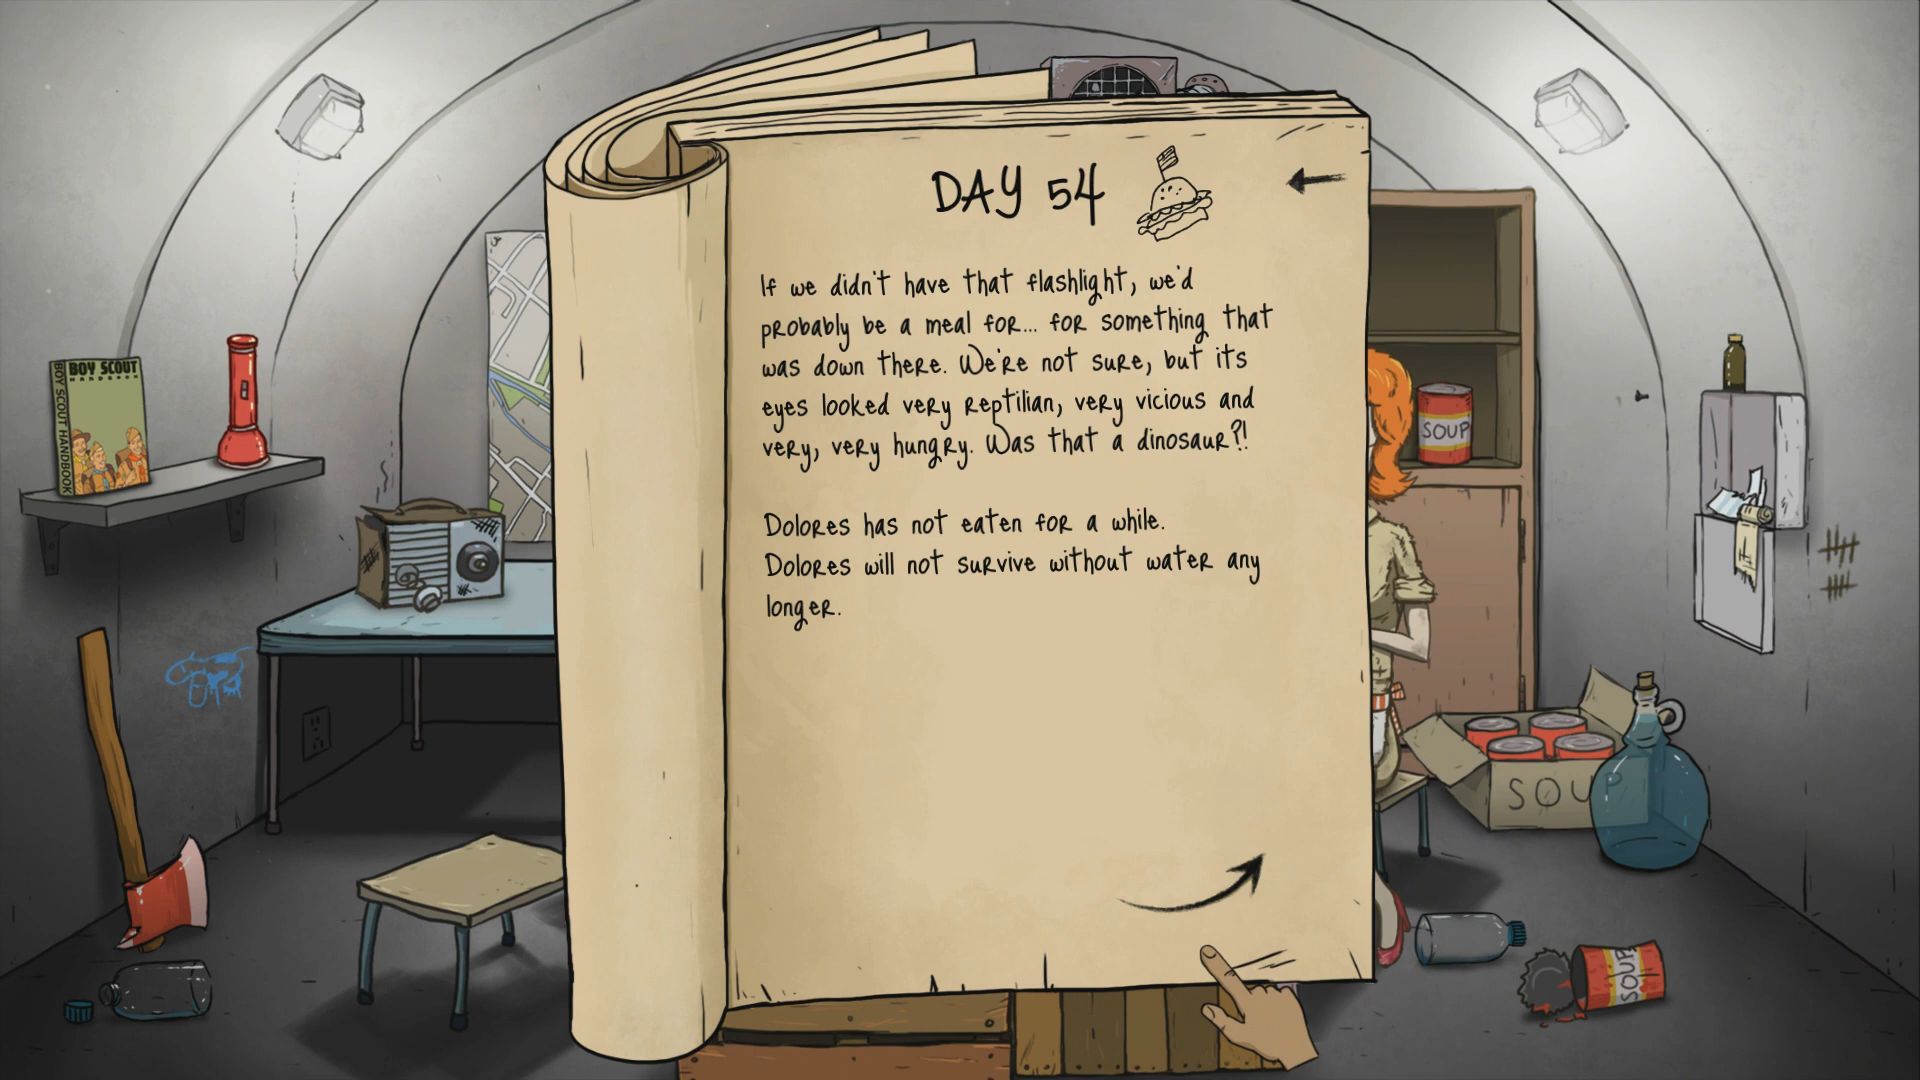 DAY 54
If we didn't have that flashlight, we'd
probably be a meal for... for something that
was down there. We're not sure, but its
eyes looked very reptilian, very vicious and
very, very hungry. Was that a dinosaur?!
Dolores has not eaten for a while.
Dolores will not survive without water any
longer.
BOY SCOUT
HANDBOOK
BOY SCOUT HANDBOOK
SOUP
SOU
SOUP